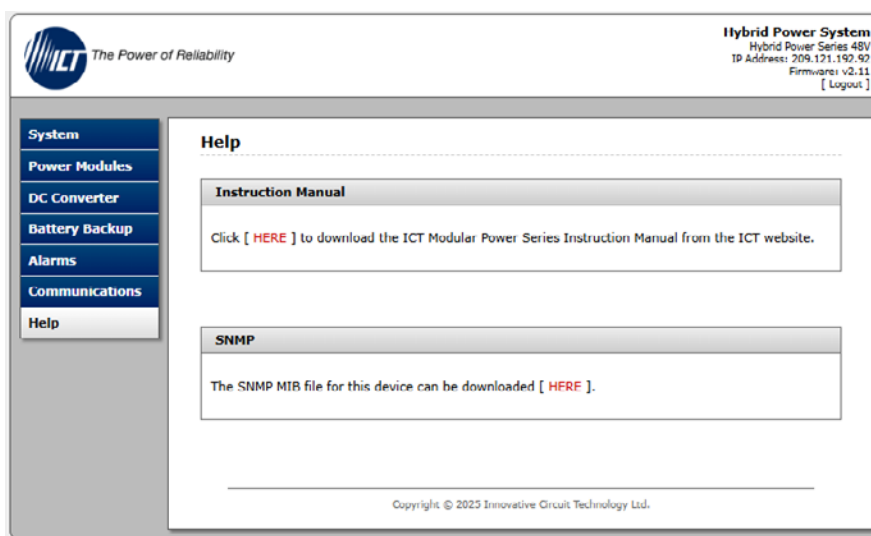 ICT
The Power of Reliability
Hybrid Power System
Hybrid Power Series 48V
IP Address: 209.121.192.92
Firmware: v2.11
[ Logout ]
System
Power Modules
DC Converter
Battery Backup
Alarms
Communications
Help
Help
Instruction Manual
Click [ HERE ] to download the ICT Modular Power Series Instruction Manual from the ICT website.
SNMP
The SNMP MIB file for this device can be downloaded [ HERE ].
Copyright © 2025 Innovative Circuit Technology Ltd.